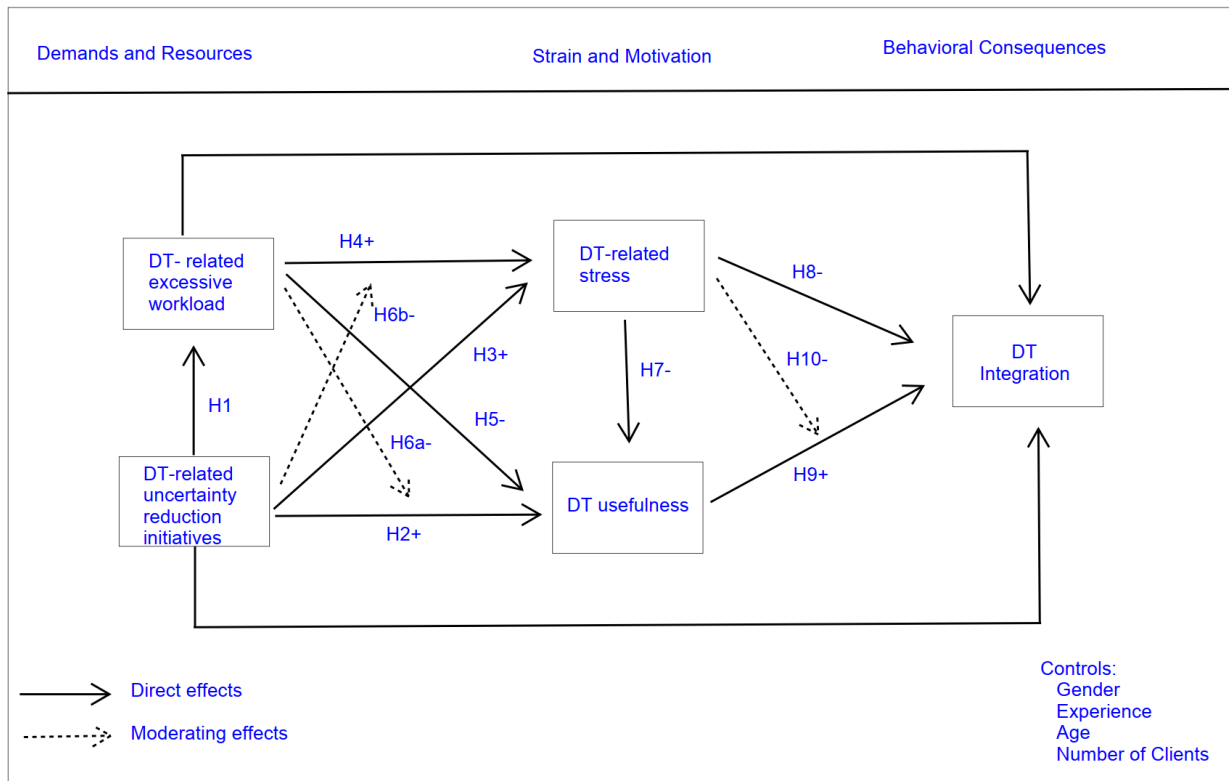 Demands and Resources
Strain and Motivation
Behavioral Consequences
DT- related
excessive
workload
H4+
DT-related
stress
H8-
H6b-
H3+
H10-
DT
Integration
H7-
H1
H5-
H6a-
DT-related
uncertainty
reduction
initiatives
H2+
DT usefulness
H9+
Direct effects
Moderating effects
Controls:
Gender
Experience
Age
Number of Clients